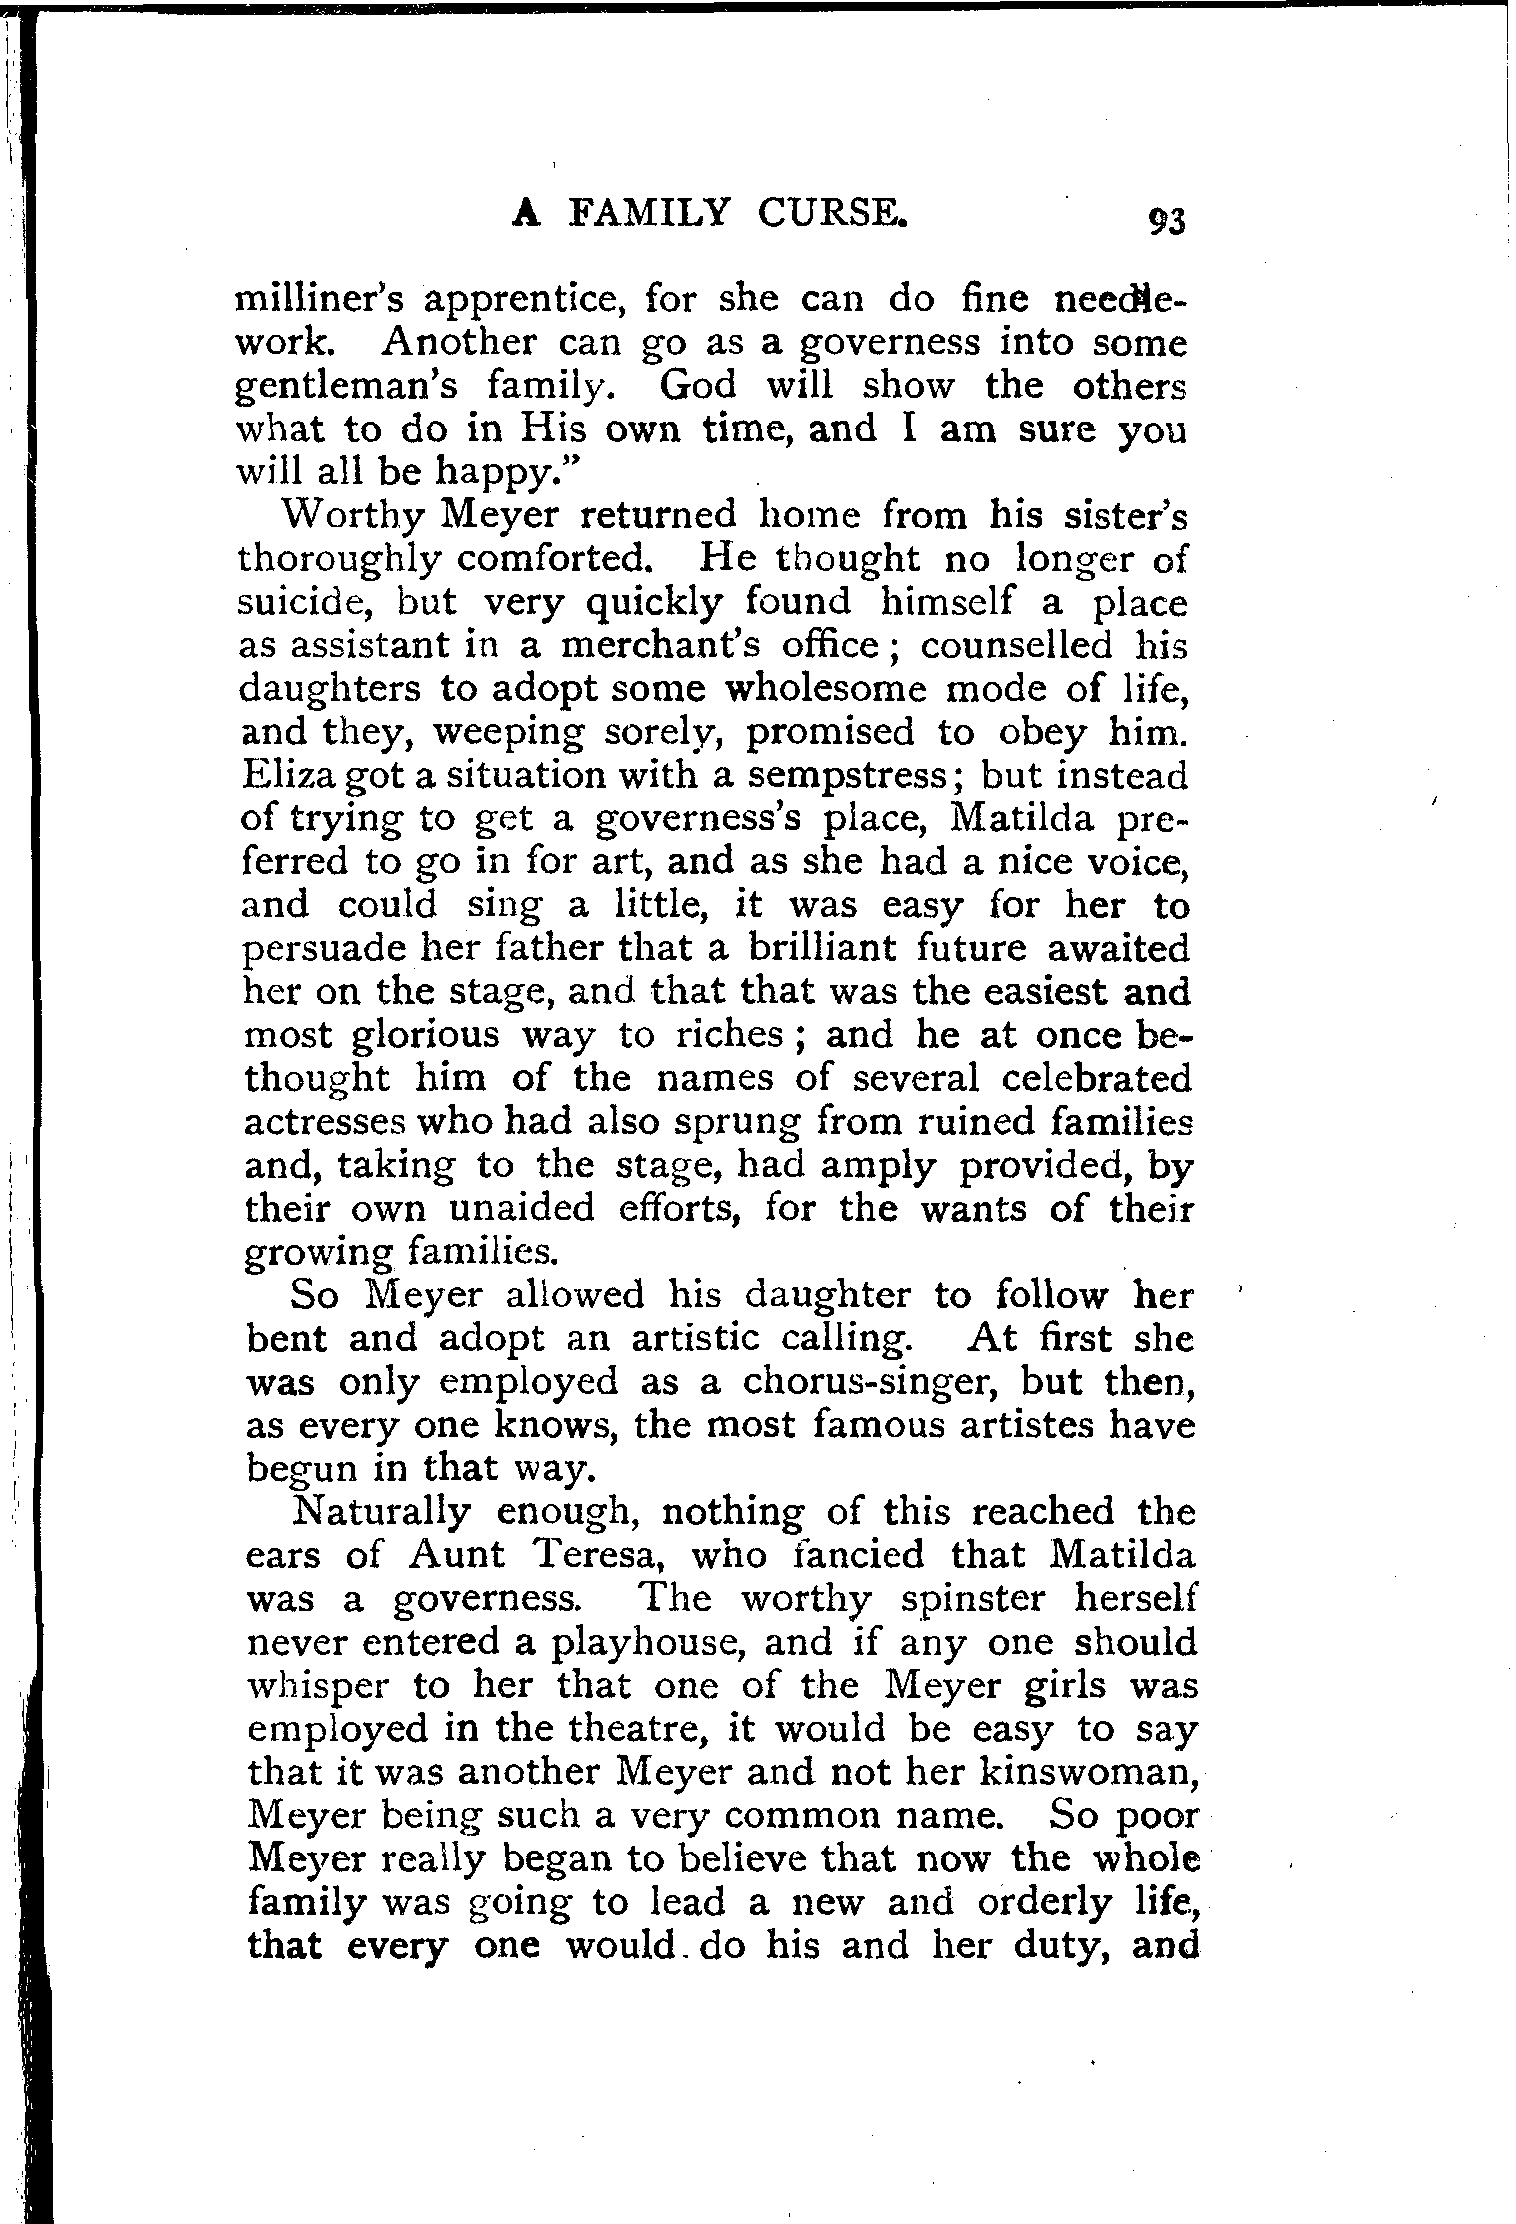 A FAMILY CURSE. 93
milliner's apprentice, for she can do fine needle-
work. Another can go as a governess into some
gentleman's family. God will show the others
what to do in His own time, and I am sure you
will all be happy."
Worthy Meyer returned home from his sister's
thoroughly comforted. He thought no longer of
suicide, but very quickly found himself a place
as assistant in a merchant's office; counselled his
daughters to adopt some wholesome mode of life,
and they, weeping sorely, promised to obey him.
Eliza got a situation with a sempstress; but instead
of trying to get a governess's place, Matilda pre-
ferred to go in for art, and as she had a nice voice,
and could sing a little, it was easy for her to
persuade her father that a brilliant future awaited
her on the stage, and that that was the easiest and
most glorious way to riches; and he at once be-
thought him of the names of several celebrated
actresses who had also sprung from ruined families
and, taking to the stage, had amply provided, by
their own unaided efforts, for the wants of their
growing families.
So Meyer allowed his daughter to follow her
bent and adopt an artistic calling. At first she
was only employed as a chorus-singer, but then,
as every one knows, the most famous artistes have
begun in that way.
Naturally enough, nothing of this reached the
ears of Aunt Teresa, who fancied that Matilda
was a governess. The worthy spinster herself
never entered a playhouse, and if any one should
whisper to her that one of the Meyer girls was
employed in the theatre, it would be easy to say
that it was another Meyer and not her kinswoman,
Meyer being such a very common name. So poor
Meyer really began to believe that now the whole
family was going to lead a new and orderly life,
that every one would do his and her duty, and